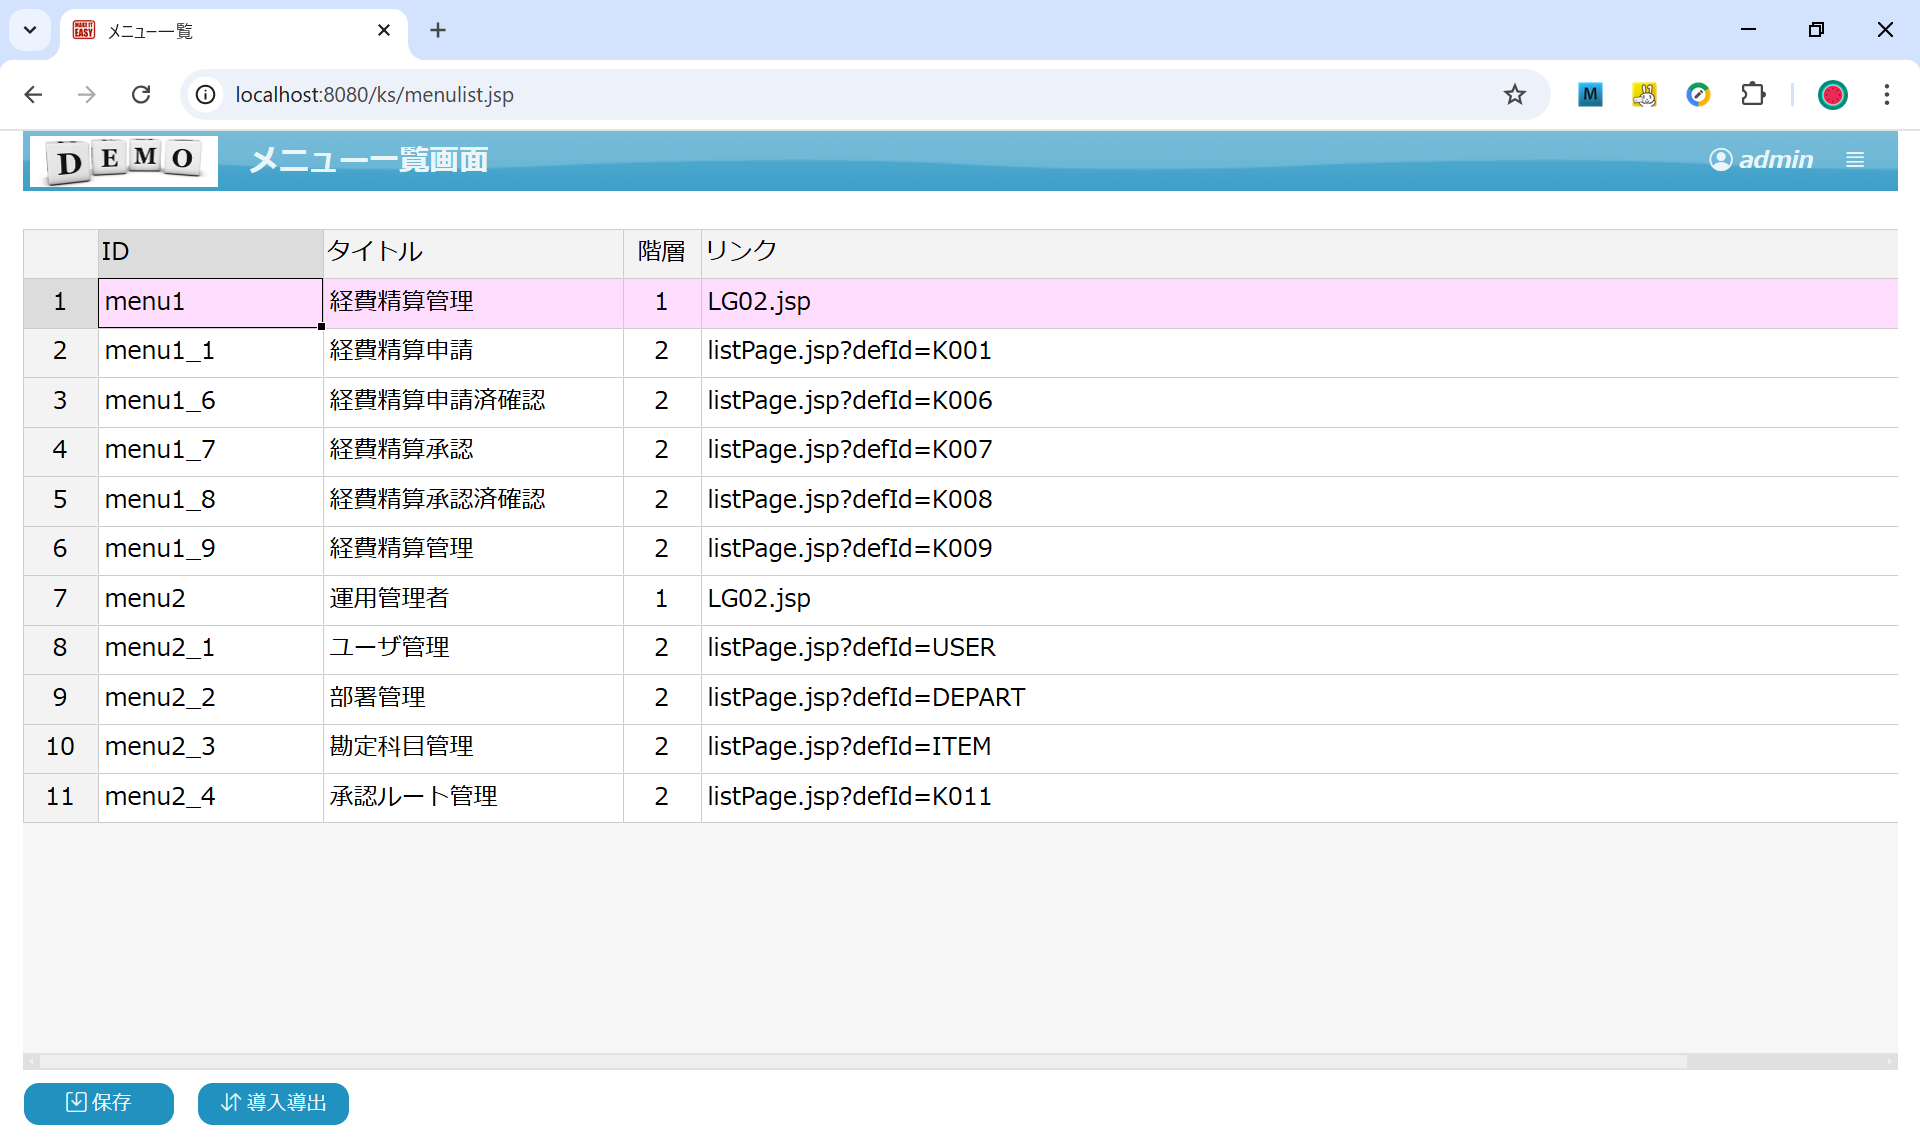 メニュー一覧
localhost:8080/ks/menulist.jsp
M
MAKE IT EASY
DEMO メニュー一覧画面 admin
ID タイトル 階層 リンク
1 menu1 経費精算管理 1 LG02.jsp
2 menu1_1 経費精算申請 2 listPage.jsp?defId=K001
3 menu1_6 経費精算申請済確認 2 listPage.jsp?defId=K006
4 menu1_7 経費精算承認 2 listPage.jsp?defId=K007
5 menu1_8 経費精算承認済確認 2 listPage.jsp?defId=K008
6 menu1_9 経費精算管理 2 listPage.jsp?defId=K009
7 menu2 運用管理者 1 LG02.jsp
8 menu2_1 ユーザ管理 2 listPage.jsp?defId=USER
9 menu2_2 部署管理 2 listPage.jsp?defId=DEPART
10 menu2_3 勘定科目管理 2 listPage.jsp?defId=ITEM
11 menu2_4 承認ルート管理 2 listPage.jsp?defId=K011
保存 導入導出